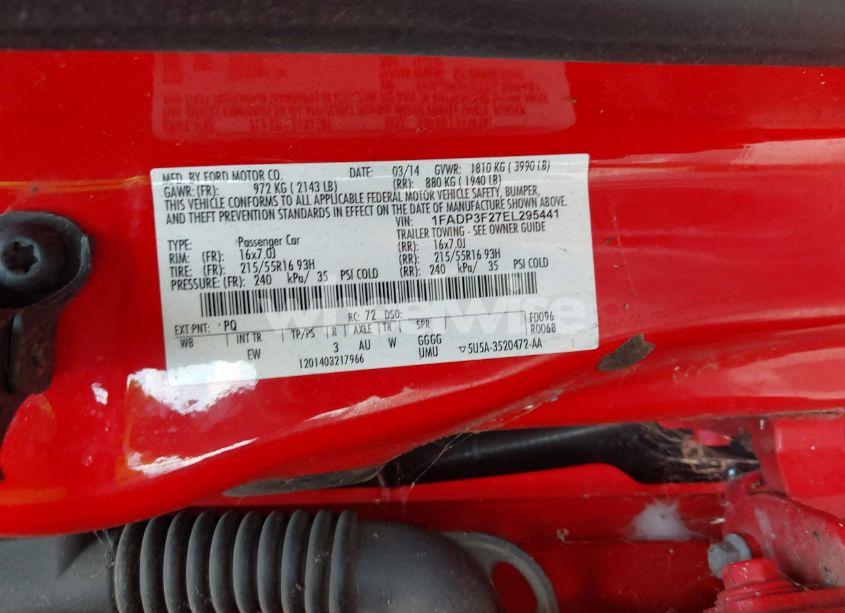 MFD. BY FORD MOTOR CO. DATE: 03/14 GVWR: 1810 KG ( 3990 LB)
GAWR: (FR): 972 KG ( 2143 LB) (RR): 880 KG ( 1940 LB)
THIS VEHICLE CONFORMS TO ALL APPLICABLE FEDERAL MOTOR VEHICLE SAFETY, BUMPER,
AND THEFT PREVENTION STANDARDS IN EFFECT ON THE DATE OF MANUFACTURE SHOWN ABOVE.
VIN: 1FADP3F27EL295441
TYPE: Passenger Car TRAILER TOWING - SEE OWNER GUIDE
RIM: (FR): 16x7.0J (RR): 16x7.0J
TIRE: (FR): 215/55R16 93H (RR): 215/55R16 93H
PRESSURE: (FR): 240 kPa/ 35 PSI COLD (RR): 240 kPa/ 35 PSI COLD
wheelwise
EXT PNT: PQ RC: 72 DSO: F0096
WB INT TR TP/PS R AXLE TR SPR R0068
EW 3 AU W GGGG
1201403217966 UMU 5U5A-3520472-AA